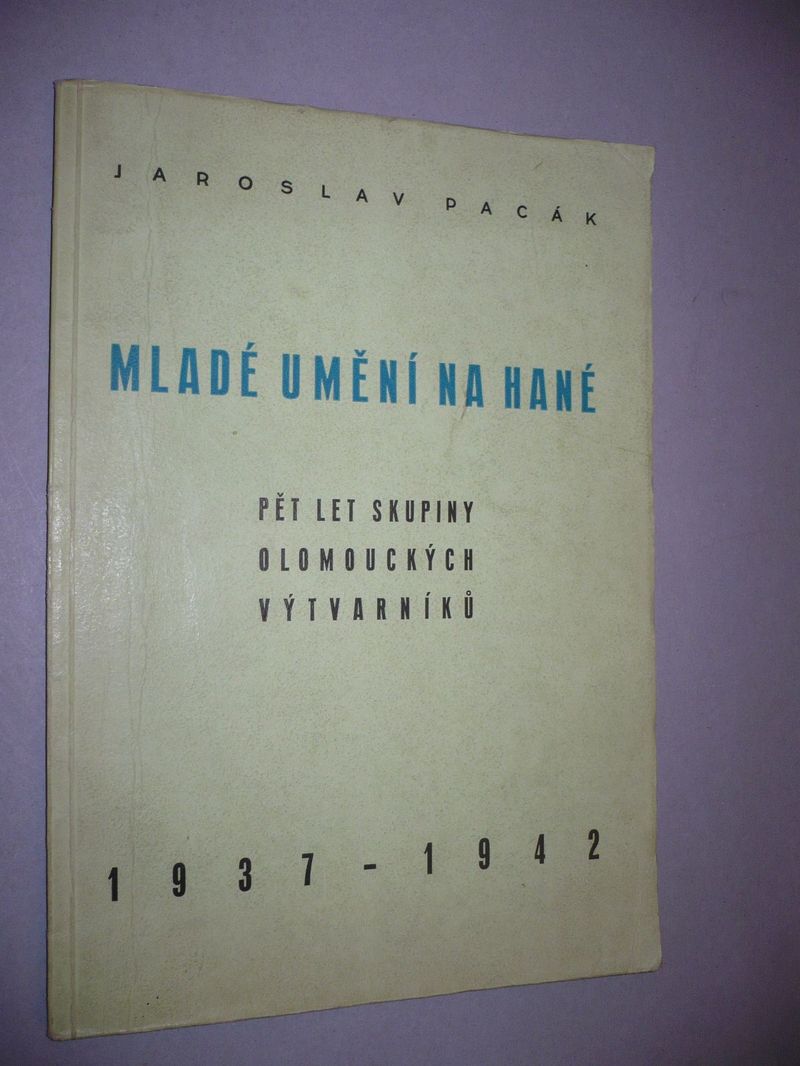 JAROSLAV PACÁK
MLADÉ UMĚNÍ NA HANÉ
PĚT LET SKUPINY
OLOMOUCKÝCH
VÝTVARNÍKŮ
1937-1942